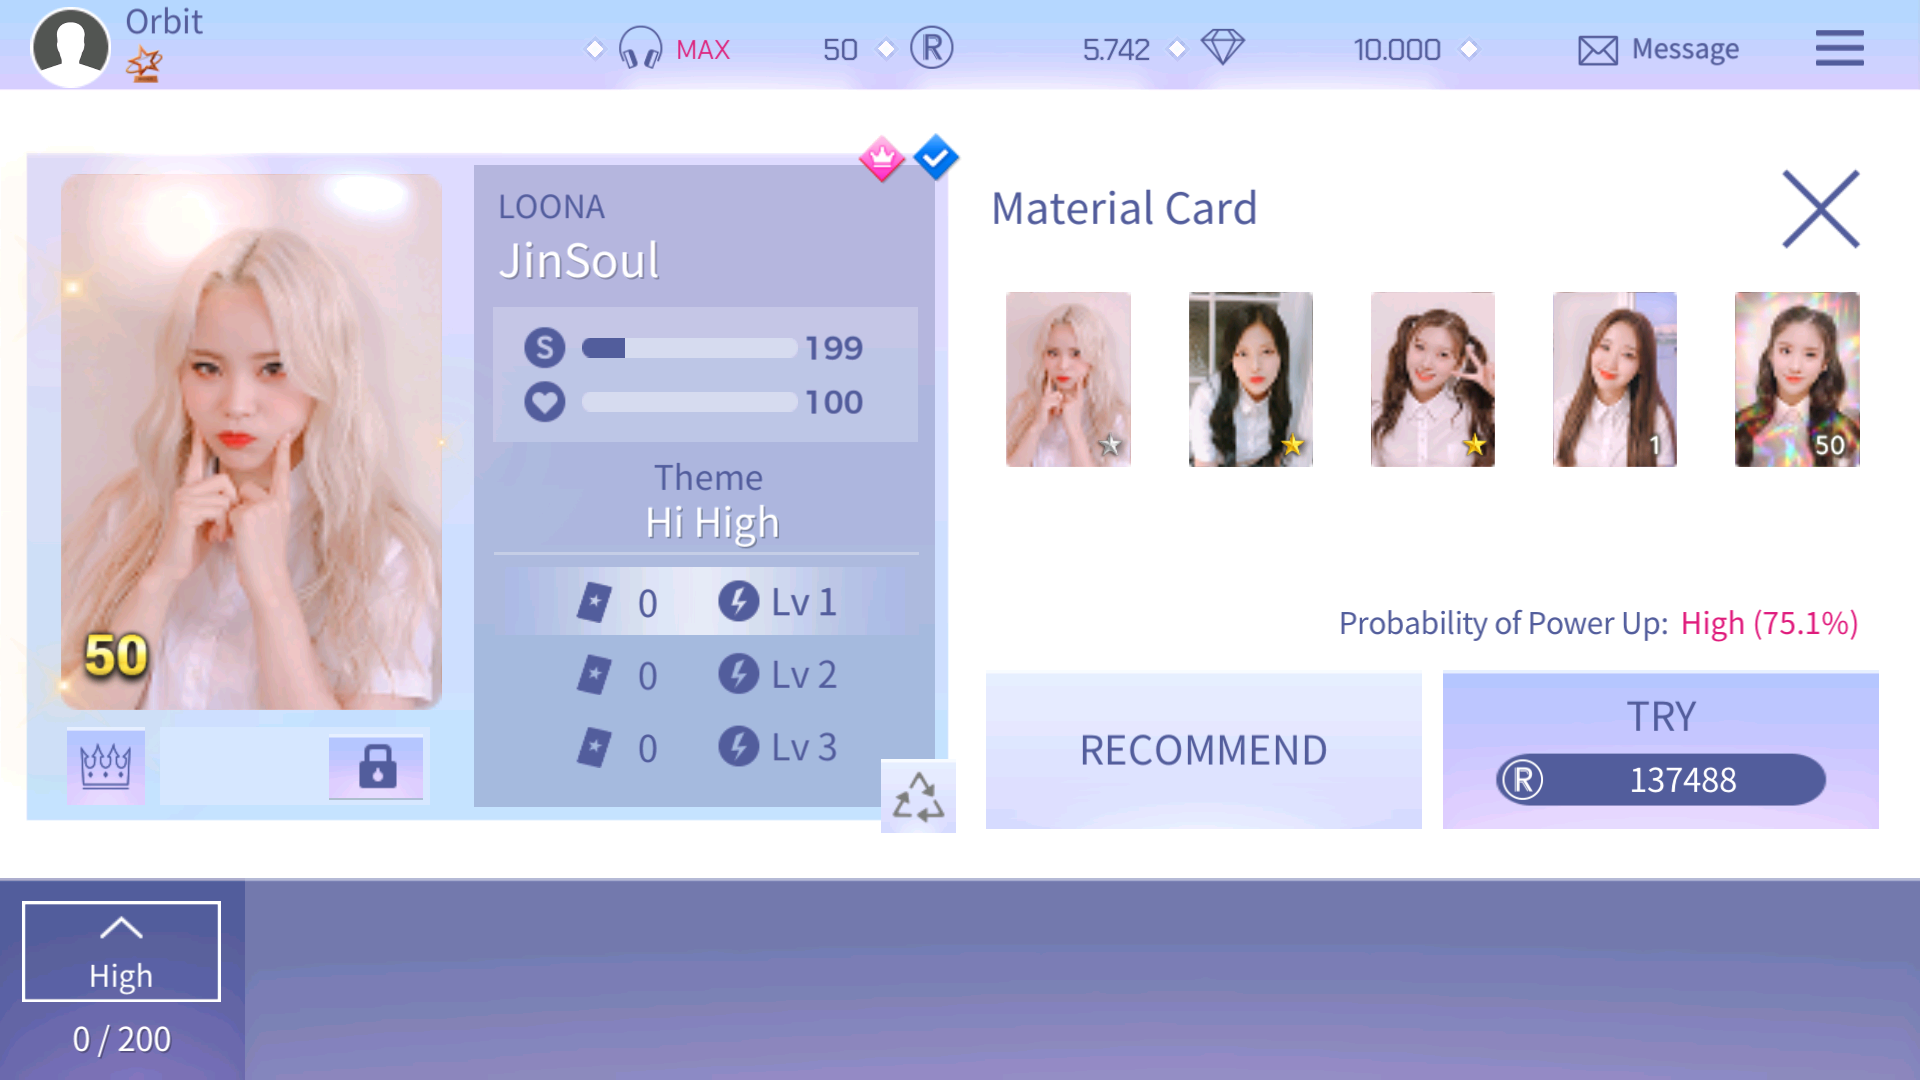 Orbit
MAX
50
R
5.742
10.000
Message
LOONA
JinSoul
S 199
100
Theme
Hi High
0 Lv 1
0 Lv 2
0 Lv 3
50
Material Card
1
50
Probability of Power Up: High (75.1%)
RECOMMEND
TRY
R 137488
High
0 / 200